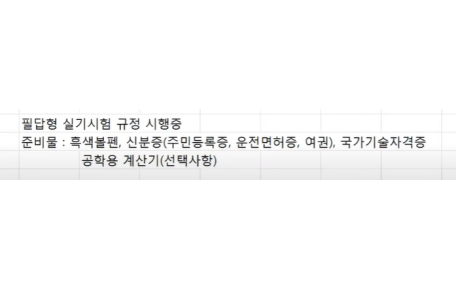 필답형 실기시험 규정 시행중
준비물 : 흑색볼펜, 신분증(주민등록증, 운전면허증, 여권), 국가기술자격증
공학용 계산기(선택사항)